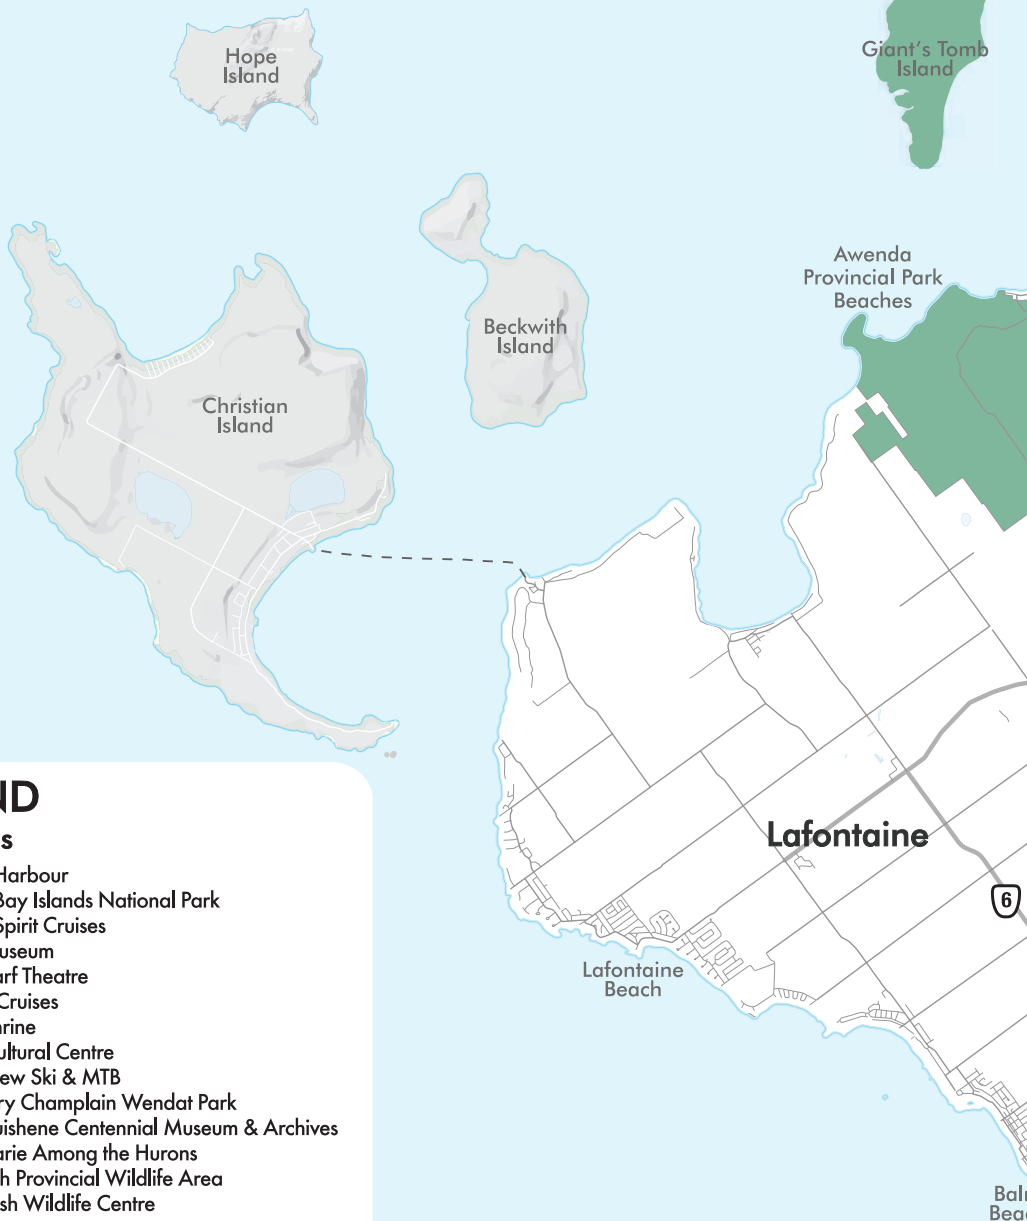 Hope
Island
Giant's Tomb
Island
Awenda
Provincial Park
Beaches
Beckwith
Island
Christian
Island
Lafontaine
6
Lafontaine
Beach
ND
s
Harbour
Bay Islands National Park
Spirit Cruises
useum
arf Theatre
Cruises
hrine
ultural Centre
ew Ski & MTB
ry Champlain Wendat Park
uishene Centennial Museum & Archives
arie Among the Hurons
h Provincial Wildlife Area
sh Wildlife Centre
Bal
Bea